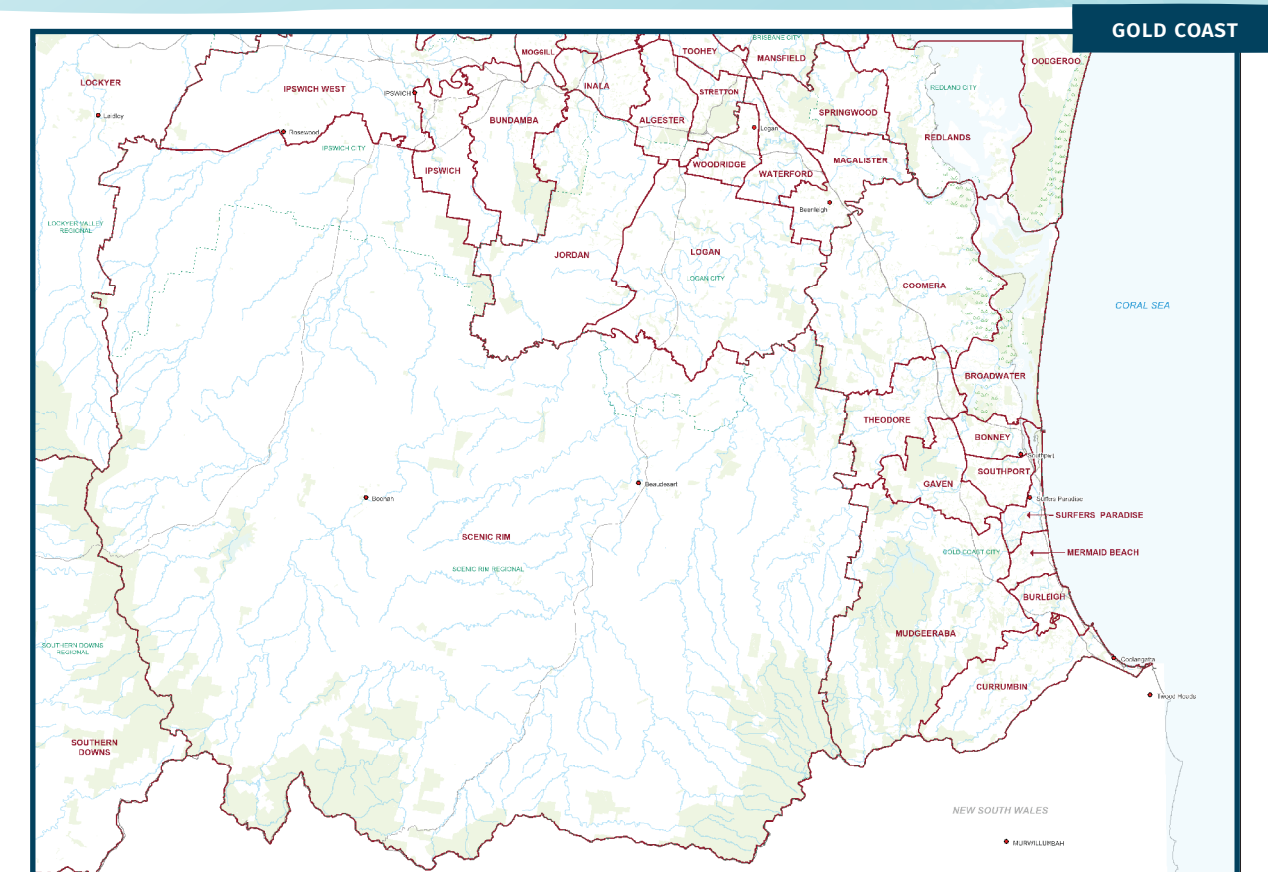 GOLD COAST
BRISBANE CITY
MOGGILL
TOOHEY
MANSFIELD
OODGEROO
LOCKYER
IPSWICH WEST
INALA
STRETTON
REDLAND CITY
IPSWICH
Laidley
BUNDAMBA
ALGESTER
SPRINGWOOD
Rosewood
Logan
REDLANDS
IPSWICH CITY
IPSWICH
WOODRIDGE
WATERFORD
MACALISTER
Beenleigh
LOCKYER VALLEY
REGIONAL
JORDAN
LOGAN
LOGAN CITY
COOMERA
CORAL SEA
BROADWATER
THEODORE
BONNEY
Southport
SOUTHPORT
GAVEN
Beaudesert
Boonah
Surfers Paradise
SURFERS PARADISE
SCENIC RIM
GOLD COAST CITY
MERMAID BEACH
SCENIC RIM REGIONAL
BURLEIGH
MUDGEERABA
SOUTHERN DOWNS
REGIONAL
Coolangatta
CURRUMBIN
Tweed Heads
SOUTHERN
DOWNS
NEW SOUTH WALES
MURWILLUMBAH